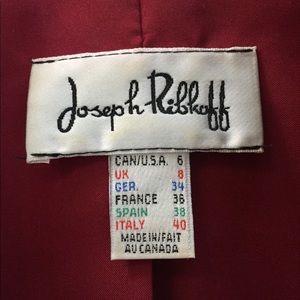 Joseph Ribkoff
CAN/U.S.A. 6
UK 8
GER. 34
FRANCE 36
SPAIN 38
ITALY 40
MADE IN/FAIT
AU CANADA